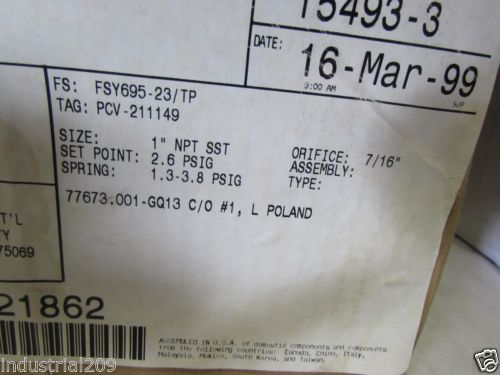 15493-3
DATE: 16-Mar-99
9:00 AM SJP
FS: FSY695-23/TP
TAG: PCV-211149
SIZE: 1" NPT SST ORIFICE: 7/16"
SET POINT: 2.6 PSIG ASSEMBLY:
SPRING: 1.3-3.8 PSIG TYPE:
77673.001-GQ13 C/O #1, L POLAND
T'L
TY
75069
21862
ASSEMBLED IN U.S.A. of domestic components and components
from the following countries: Canada, China, Italy,
Malaysia, Mexico, South Korea, and Taiwan.
© industrial209
ebay